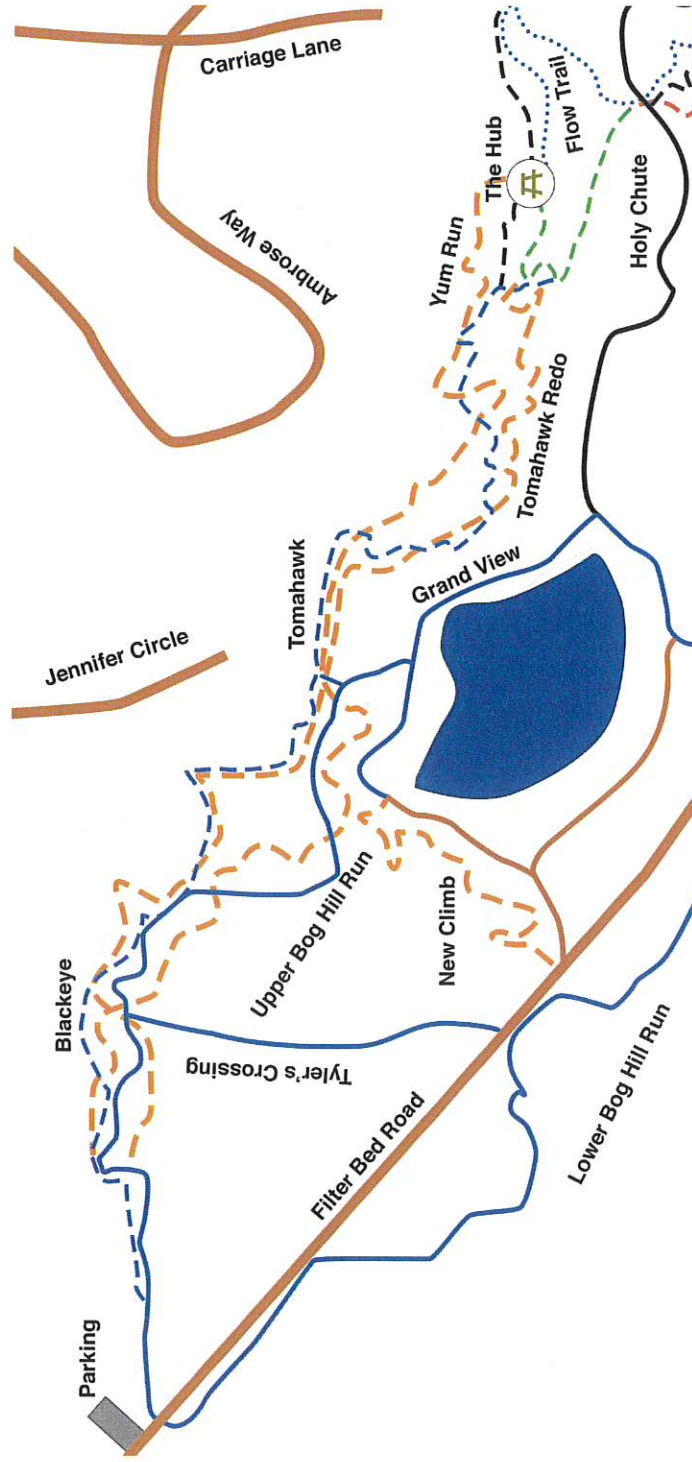 Carriage Lane
Ambrose Way
The Hub
Flow Trail
Yum Run
Holy Chute
Tomahawk Redo
Tomahawk
Grand View
Jennifer Circle
Upper Bog Hill Run
New Climb
Blackeye
Tyler's Crossing
Filter Bed Road
Lower Bog Hill Run
Parking